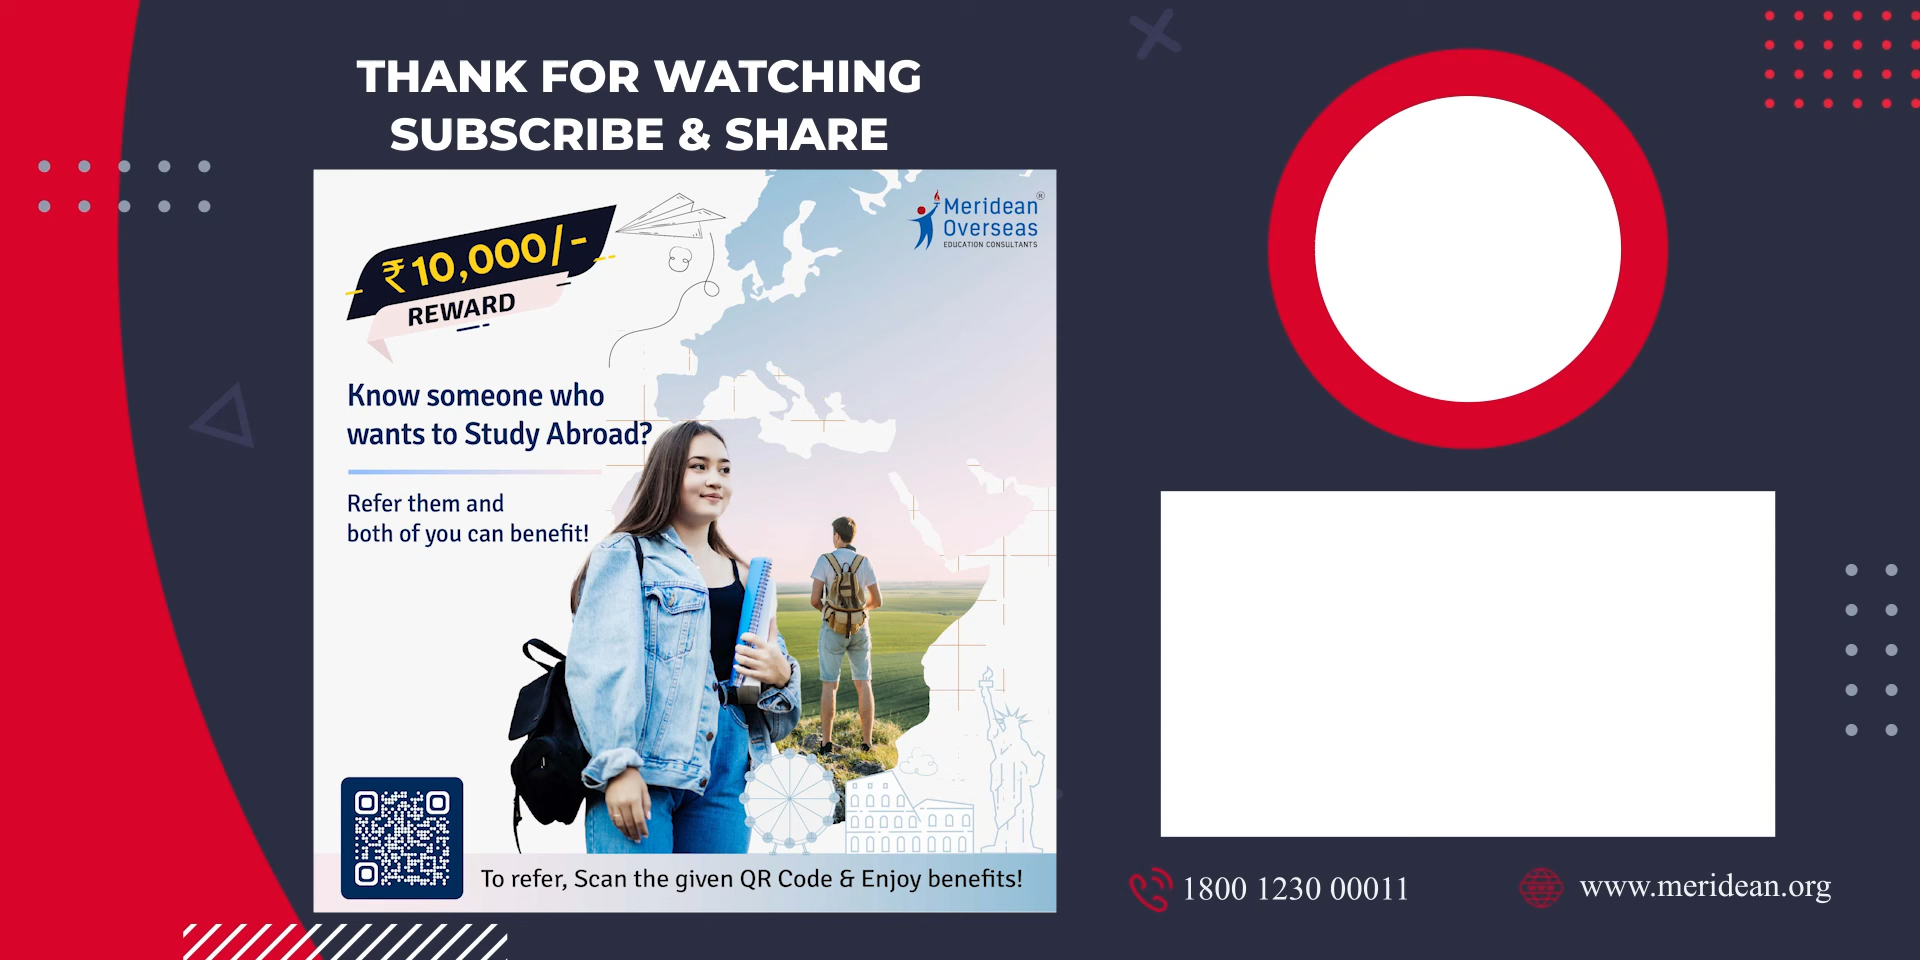 THANK FOR WATCHING
SUBSCRIBE & SHARE
Meridean®
Overseas
EDUCATION CONSULTANTS
₹10,000/-
REWARD
Know someone who
wants to Study Abroad?
Refer them and
both of you can benefit!
To refer, Scan the given QR Code & Enjoy benefits!
1800 1230 00011
www.meridean.org